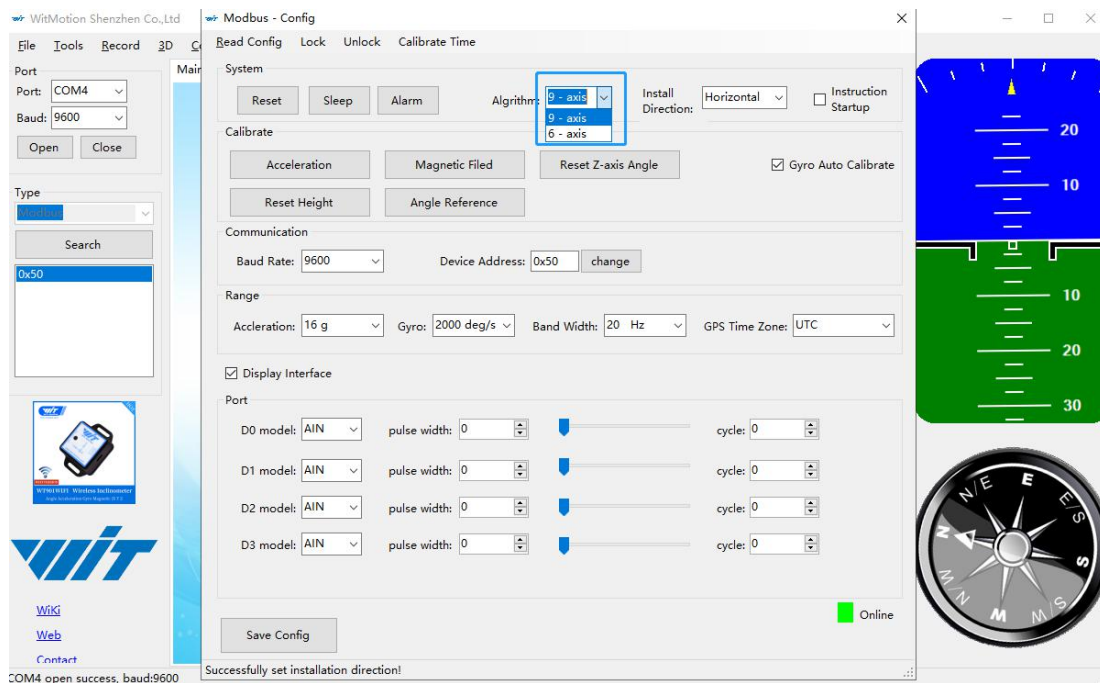 WitMotion Shenzhen Co.,Ltd
File Tools Record 3D
Port
Port: COM4
Baud: 9600
Open Close
Type
Modbus
Search
0x50
WiT
WT901WIFI Wireless Inclinometer
WiT
WiKi
Web
Contact
COM4 open success, baud:9600
Modbus - Config
Read Config Lock Unlock Calibrate Time
System
Reset Sleep Alarm Algrithm: 9 - axis Install Direction: Horizontal Instruction Startup
9 - axis
6 - axis
Calibrate
Acceleration Magnetic Filed Reset Z-axis Angle Gyro Auto Calibrate
Reset Height Angle Reference
Communication
Baud Rate: 9600 Device Address: 0x50 change
Range
Accleration: 16 g Gyro: 2000 deg/s Band Width: 20 Hz GPS Time Zone: UTC
Display Interface
Port
D0 model: AIN pulse width: 0 cycle: 0
D1 model: AIN pulse width: 0 cycle: 0
D2 model: AIN pulse width: 0 cycle: 0
D3 model: AIN pulse width: 0 cycle: 0
Online
Save Config
Successfully set installation direction!
20
10
10
20
30
N/E E E/S
N S
W/N W W/S